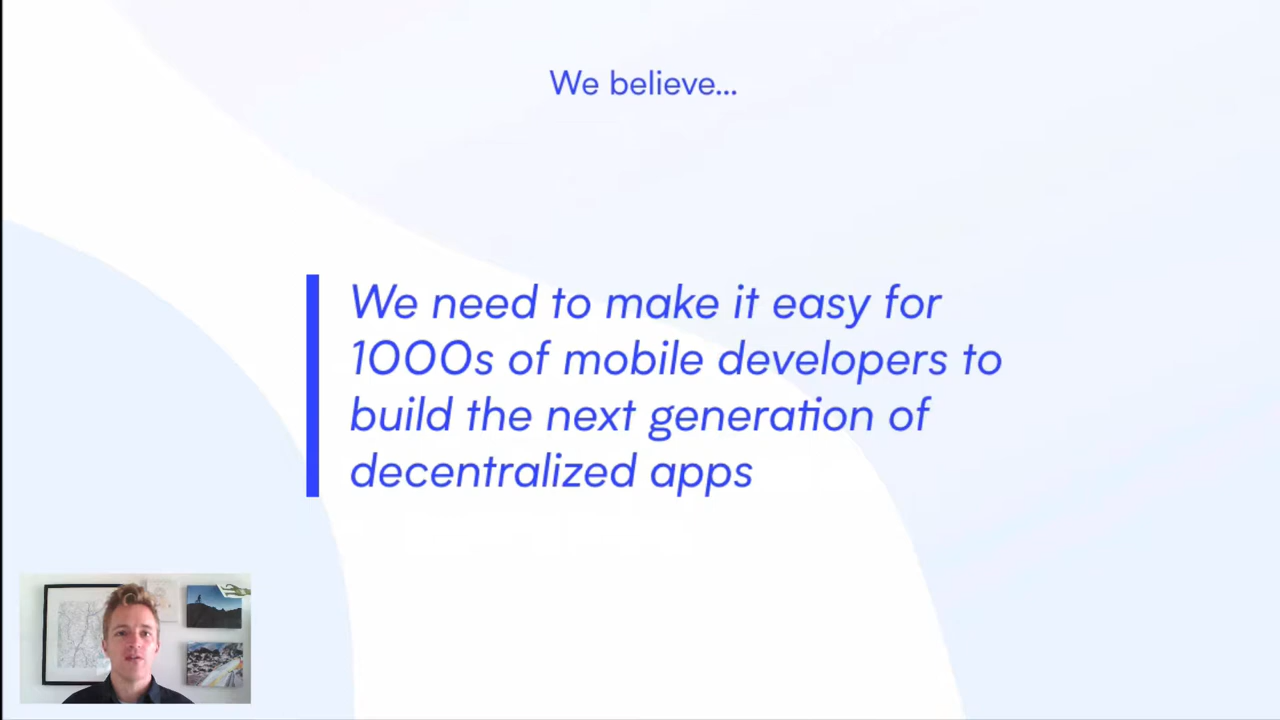 We believe...
We need to make it easy for
1000s of mobile developers to
build the next generation of
decentralized apps